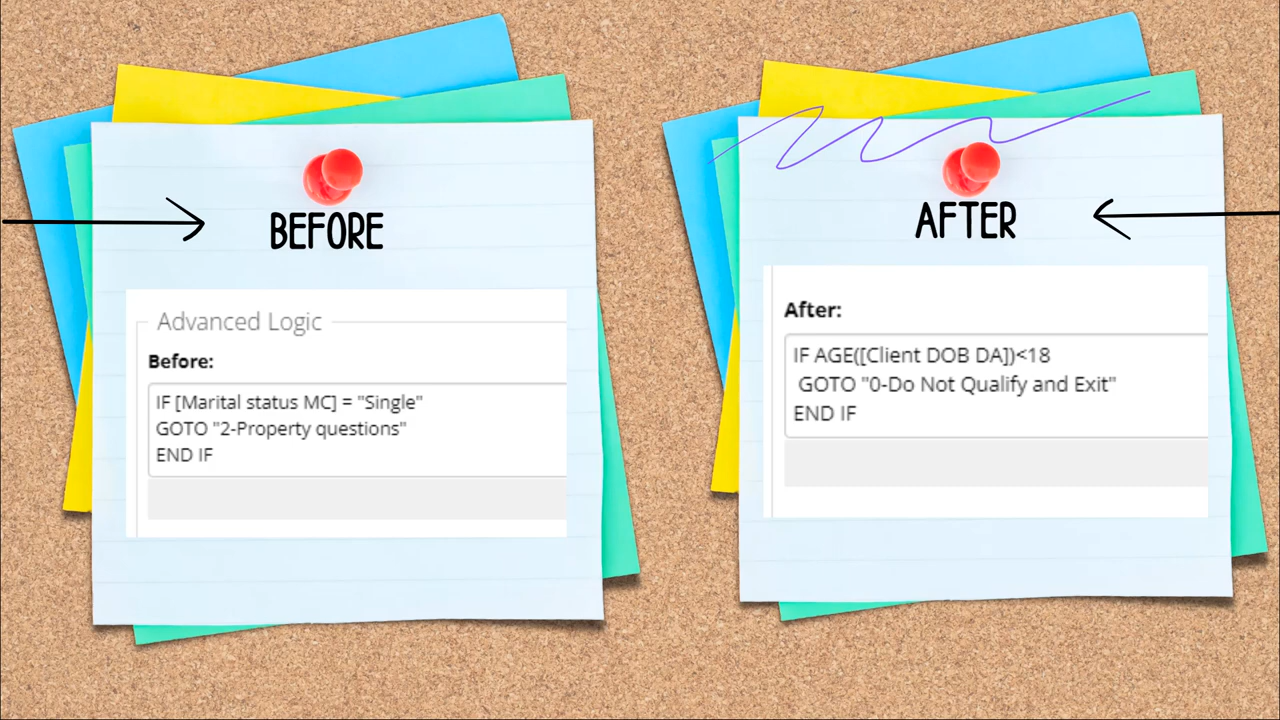 BEFORE
Advanced Logic
Before:
IF [Marital status MC] = "Single"
GOTO "2-Property questions"
END IF
AFTER
After:
IF AGE([Client DOB DA])<18
GOTO "0-Do Not Qualify and Exit"
END IF